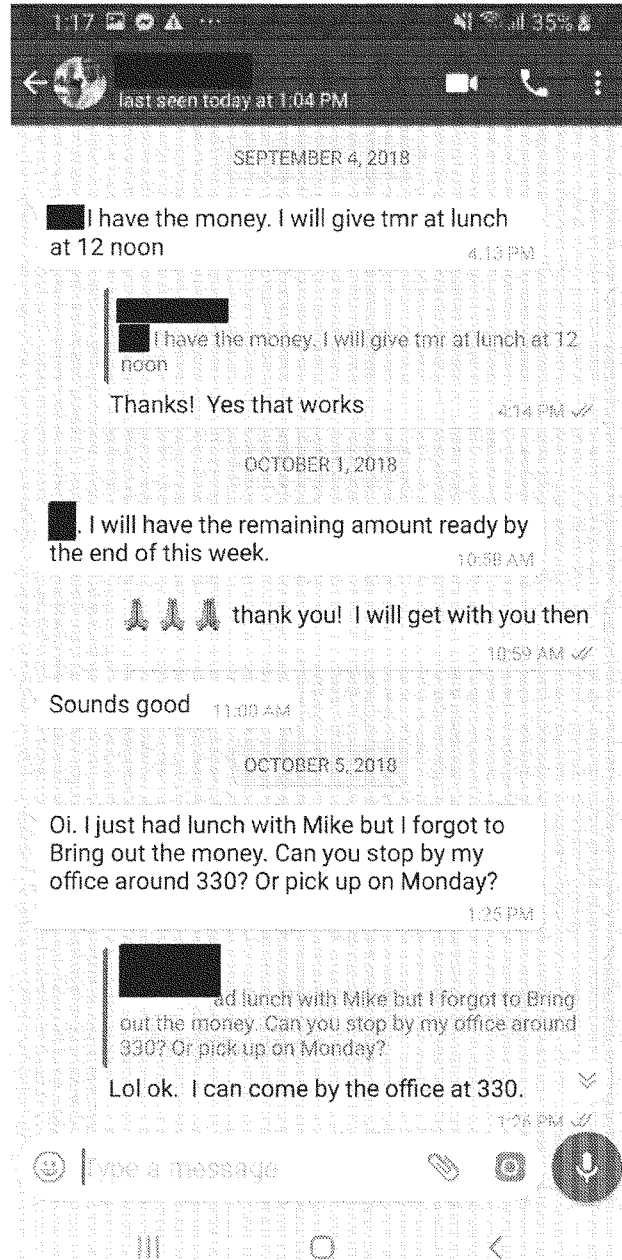 1:17 35%
last seen today at 1:04 PM
SEPTEMBER 4, 2018
I have the money. I will give tmr at lunch
at 12 noon
4:13 PM
I have the money. I will give tmr at lunch at 12
noon
Thanks!  Yes that works
4:14 PM
OCTOBER 1, 2018
. I will have the remaining amount ready by
the end of this week.
10:58 AM
thank you!  I will get with you then
10:59 AM
Sounds good 11:00 AM
OCTOBER 5, 2018
Oi. I just had lunch with Mike but I forgot to
Bring out the money. Can you stop by my
office around 330? Or pick up on Monday?
1:25 PM
ad lunch with Mike but I forgot to Bring
out the money. Can you stop by my office around
330? Or pick up on Monday?
Lol ok.  I can come by the office at 330.
1:26 PM
Type a message